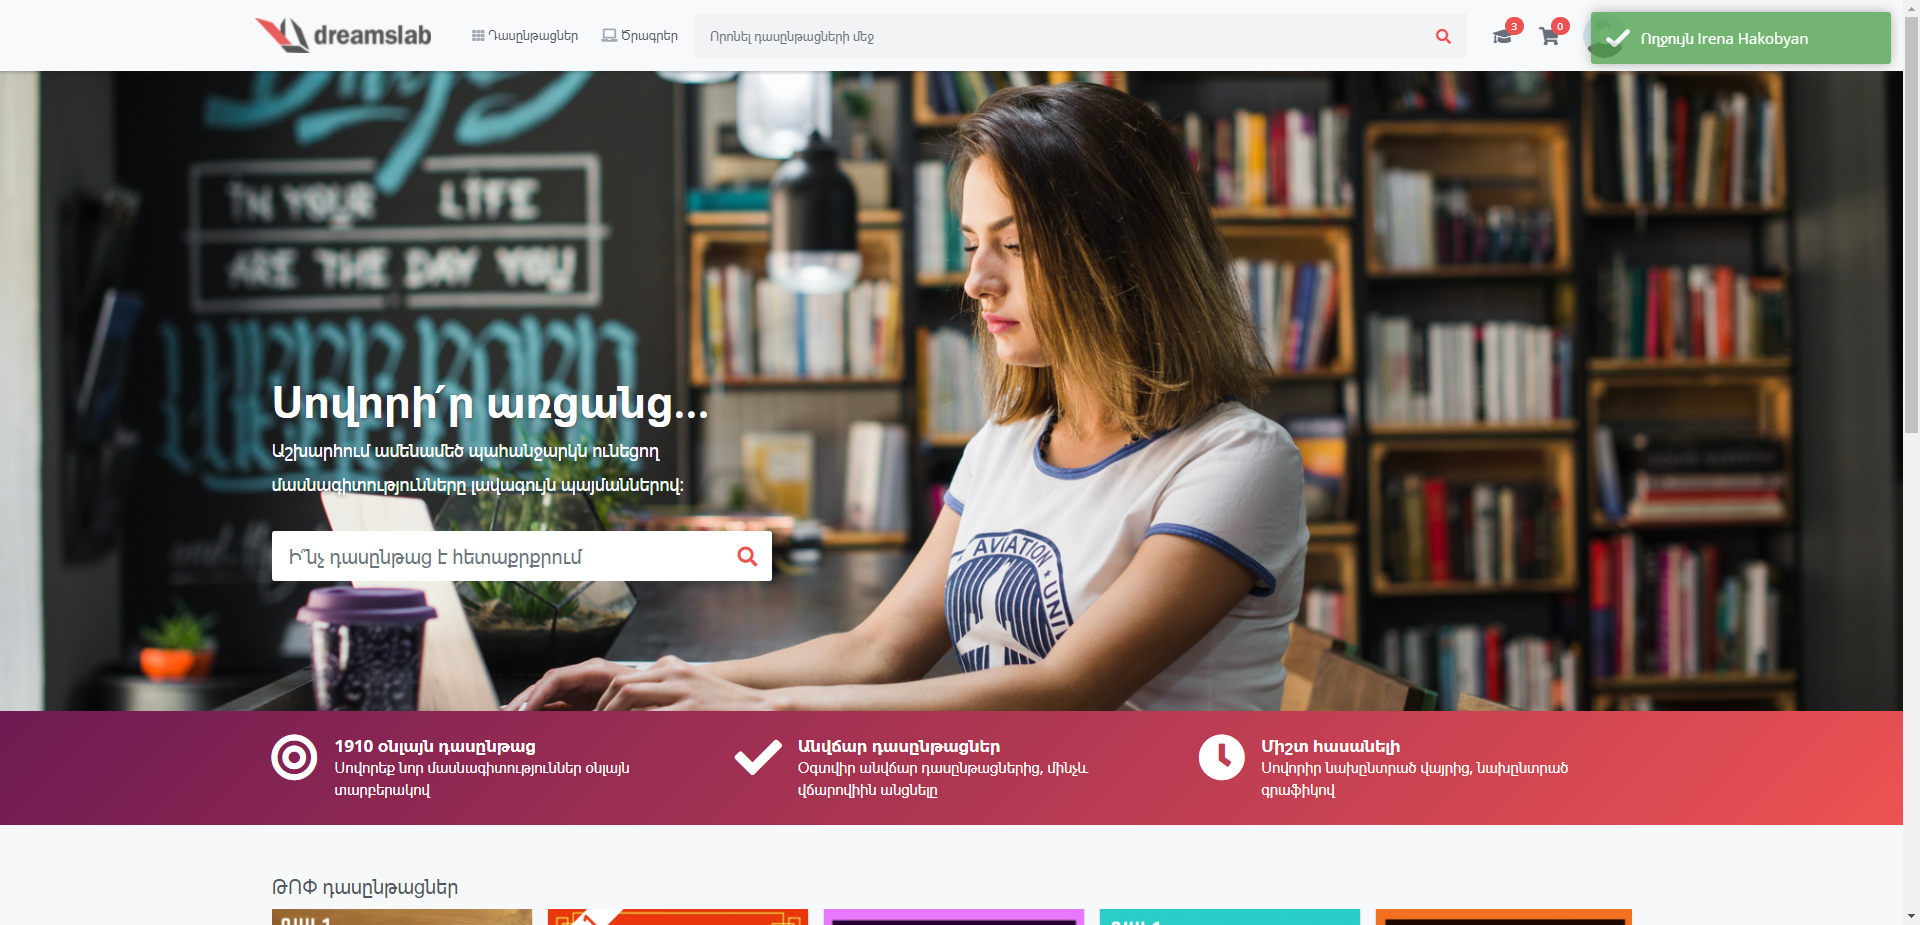 dreamslab
Դասընթացներ
Ծրագրեր
Որոնել դասընթացների մեջ
3
0
Ողջույն Irena Hakobyan
IN YOUR LIFE
ARE THE DAY YOU
Սովորի՛ր առցանց...
Աշխարհում ամենամեծ պահանջարկն ունեցող
մասնագիտությունները լավագույն պայմաններով:
Ի՞նչ դասընթաց է հետաքրքրում
AVIATION
1910 օնլայն դասընթաց
Սովորեք նոր մասնագիտություններ օնլայն
տարբերակով
Անվճար դասընթացներ
Օգտվիր անվճար դասընթացներից, մինչև
վճարովիին անցնելը
Միշտ հասանելի
Սովորիր նախընտրած վայրից, նախընտրած
գրաֆիկով
ԹՈՓ դասընթացներ